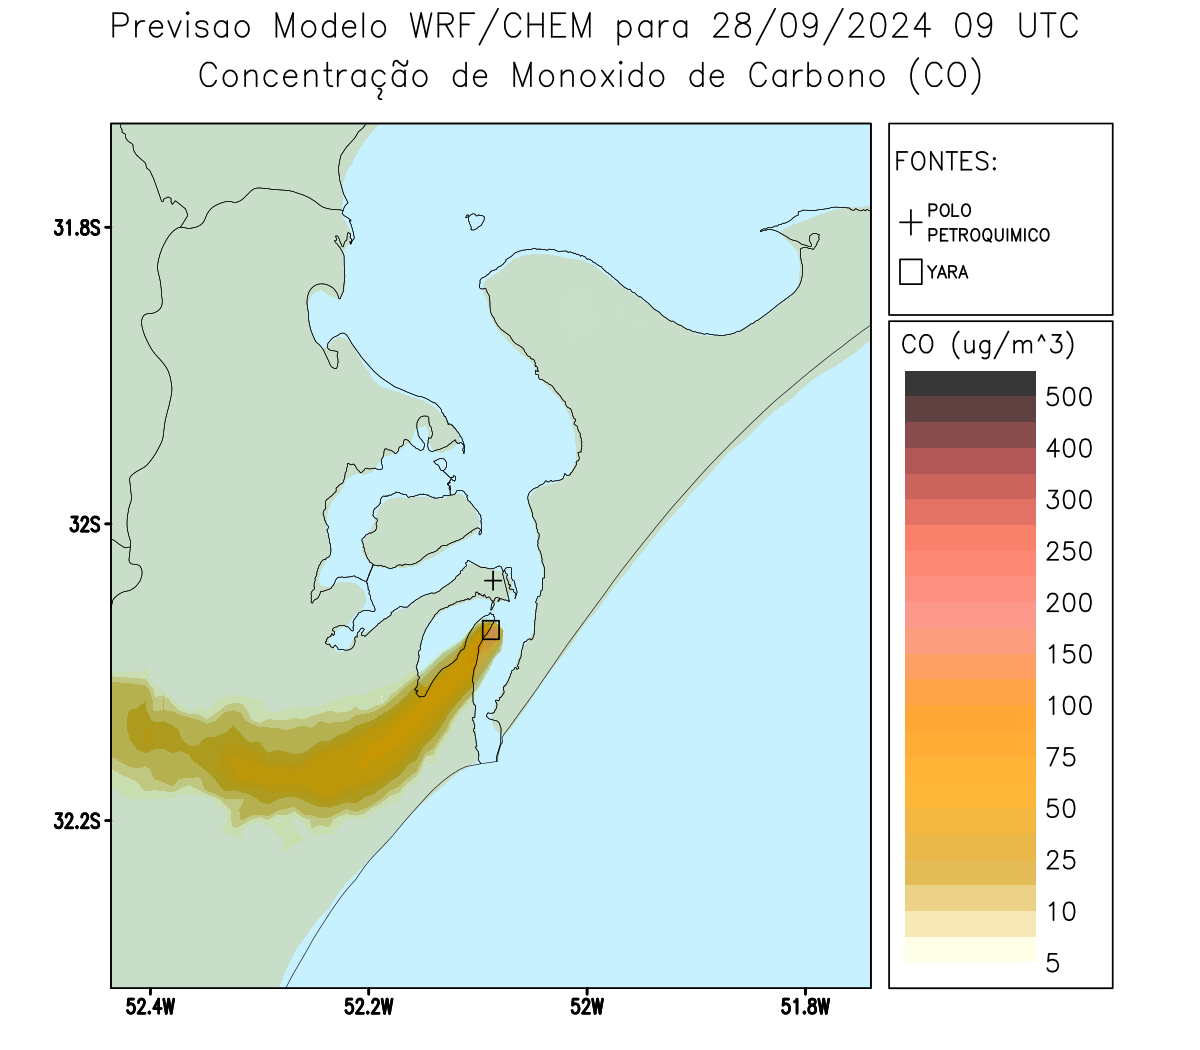 Previsao Modelo WRF/CHEM para 28/09/2024 09 UTC
Concentração de Monoxido de Carbono (CO)
FONTES:
POLO
PETROQUIMICO
YARA
CO (ug/m^3)
500
400
300
250
200
150
100
75
50
25
10
5
31.8S
32S
32.2S
52.4W
52.2W
52W
51.8W